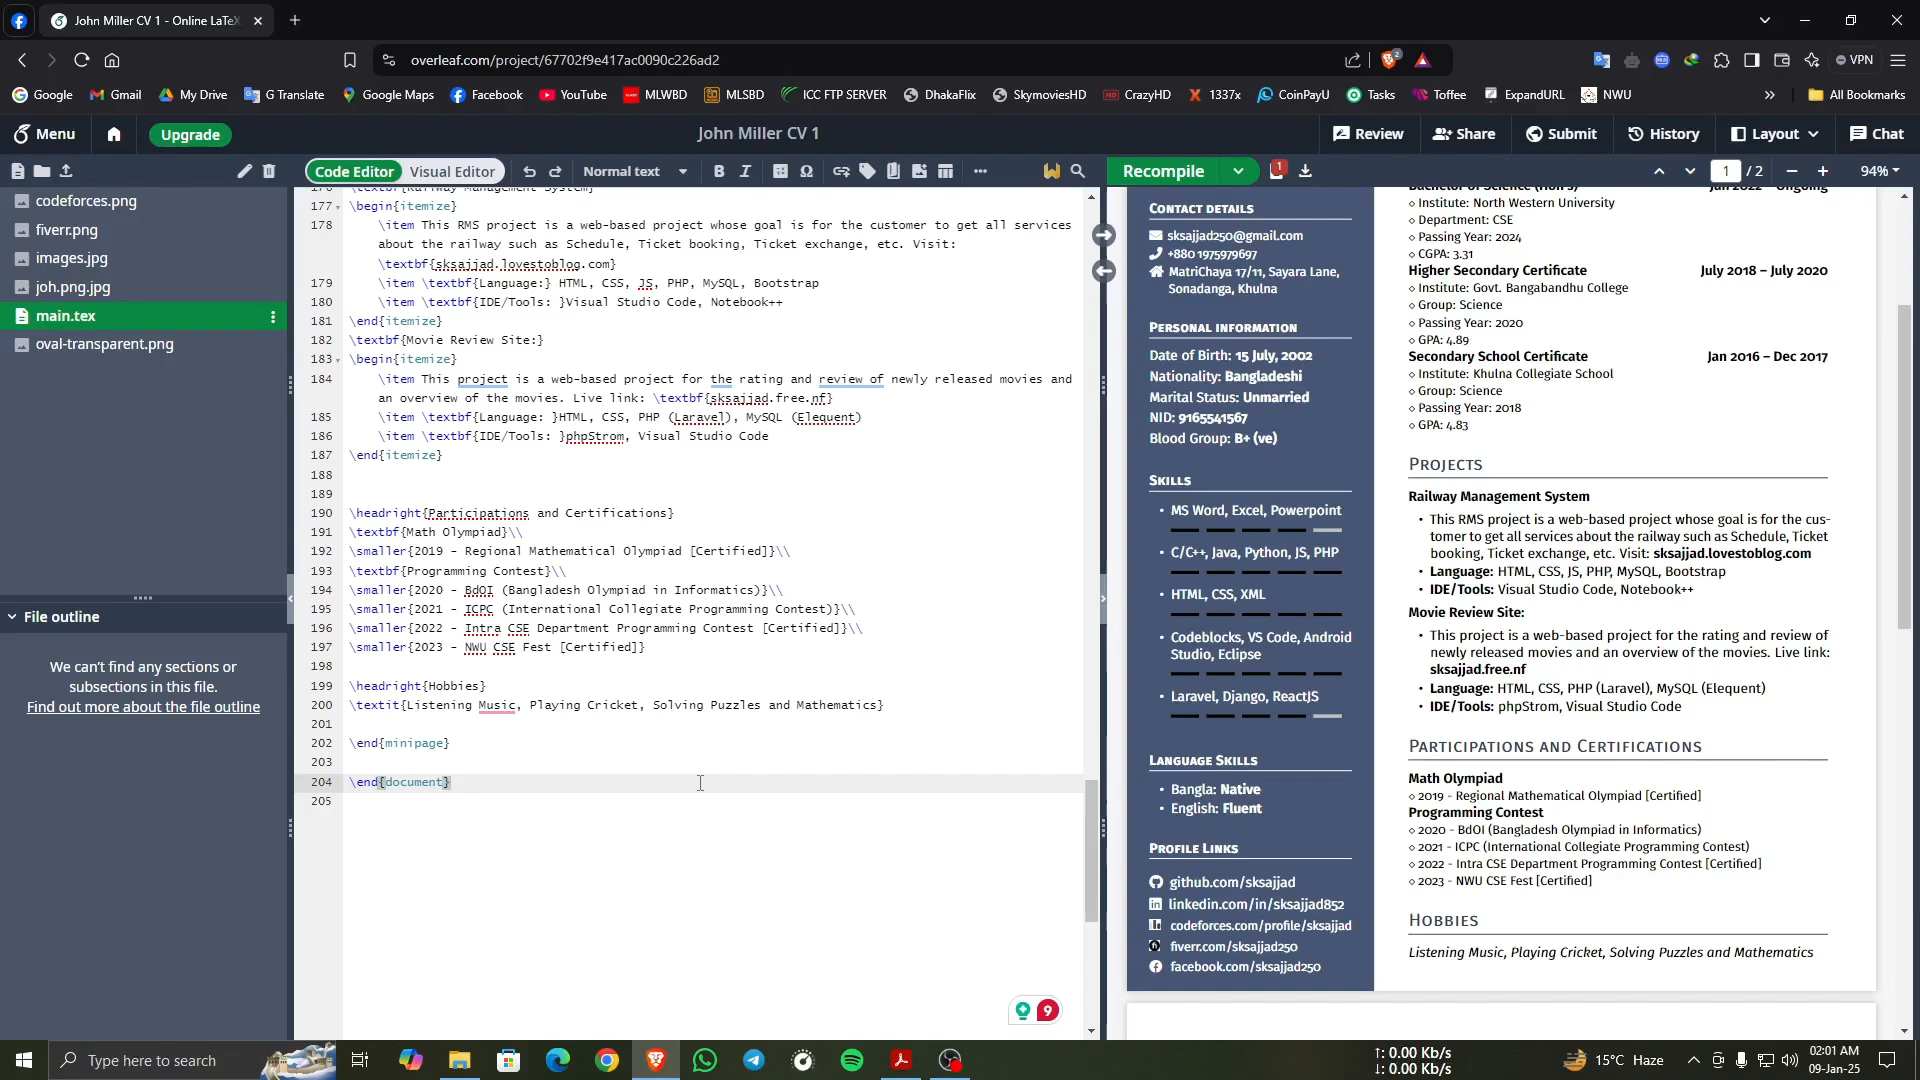 John Miller CV 1 - Online LaTeX
overleaf.com/project/67702f9e417ac0090c226ad2
2
VPN
Google
Gmail
My Drive
G Translate
Google Maps
Facebook
YouTube
MLWBD
MLSBD
ICC FTP SERVER
DhakaFlix
SkymoviesHD
CrazyHD
1337x
CoinPayU
Tasks
Toffee
ExpandURL
NWU
All Bookmarks
Menu
Upgrade
John Miller CV 1
Review
Share
Submit
History
Layout
Chat
Code Editor
Visual Editor
Normal text
Recompile
1
1 / 2
94%
codeforces.png
fiverr.png
images.jpg
joh.png.jpg
main.tex
oval-transparent.png
File outline
We can't find any sections or
subsections in this file.
Find out more about the file outline
176 \textbf{Railway Management System}
177 \begin{itemize}
178 \item This RMS project is a web-based project whose goal is for the customer to get all services
about the railway such as Schedule, Ticket booking, Ticket exchange, etc. Visit:
\textbf{sksajjad.lovestoblog.com}
179 \item \textbf{Language:} HTML, CSS, JS, PHP, MySQL, Bootstrap
180 \item \textbf{IDE/Tools: }Visual Studio Code, Notebook++
181 \end{itemize}
182 \textbf{Movie Review Site:}
183 \begin{itemize}
184 \item This project is a web-based project for the rating and review of newly released movies and
an overview of the movies. Live link: \textbf{sksajjad.free.nf}
185 \item \textbf{Language: }HTML, CSS, PHP (Laravel), MySQL (Elequent)
186 \item \textbf{IDE/Tools: }phpStrom, Visual Studio Code
187 \end{itemize}
188
189
190 \headright{Participations and Certifications}
191 \textbf{Math Olympiad}\\
192 \smaller{2019 - Regional Mathematical Olympiad [Certified]}\\
193 \textbf{Programming Contest}\\
194 \smaller{2020 - BdOI (Bangladesh Olympiad in Informatics)}\\
195 \smaller{2021 - ICPC (International Collegiate Programming Contest)}\\
196 \smaller{2022 - Intra CSE Department Programming Contest [Certified]}\\
197 \smaller{2023 - NWU CSE Fest [Certified]}
198
199 \headright{Hobbies}
200 \textit{Listening Music, Playing Cricket, Solving Puzzles and Mathematics}
201
202 \end{minipage}
203
204 \end{document}
205
9
CONTACT DETAILS
sksajjad250@gmail.com
+880 1975979697
MatriChaya 17/11, Sayara Lane,
Sonadanga, Khulna
PERSONAL INFORMATION
Date of Birth: 15 July, 2002
Nationality: Bangladeshi
Marital Status: Unmarried
NID: 9165541567
Blood Group: B+ (ve)
SKILLS
• MS Word, Excel, Powerpoint
• C/C++, Java, Python, JS, PHP
• HTML, CSS, XML
• Codeblocks, VS Code, Android
Studio, Eclipse
• Laravel, Django, ReactJS
LANGUAGE SKILLS
• Bangla: Native
• English: Fluent
PROFILE LINKS
github.com/sksajjad
linkedin.com/in/sksajjad852
codeforces.com/profile/sksajjad
fiverr.com/sksajjad250
facebook.com/sksajjad250
Bachelor of Science (Hon's) Jan 2022 – Ongoing
⋄ Institute: North Western University
⋄ Department: CSE
⋄ Passing Year: 2024
⋄ CGPA: 3.31
Higher Secondary Certificate July 2018 – July 2020
⋄ Institute: Govt. Bangabandhu College
⋄ Group: Science
⋄ Passing Year: 2020
⋄ GPA: 4.89
Secondary School Certificate Jan 2016 – Dec 2017
⋄ Institute: Khulna Collegiate School
⋄ Group: Science
⋄ Passing Year: 2018
⋄ GPA: 4.83
PROJECTS
Railway Management System
• This RMS project is a web-based project whose goal is for the cus-
tomer to get all services about the railway such as Schedule, Ticket
booking, Ticket exchange, etc. Visit: sksajjad.lovestoblog.com
• Language: HTML, CSS, JS, PHP, MySQL, Bootstrap
• IDE/Tools: Visual Studio Code, Notebook++
Movie Review Site:
• This project is a web-based project for the rating and review of
newly released movies and an overview of the movies. Live link:
sksajjad.free.nf
• Language: HTML, CSS, PHP (Laravel), MySQL (Elequent)
• IDE/Tools: phpStrom, Visual Studio Code
PARTICIPATIONS AND CERTIFICATIONS
Math Olympiad
⋄ 2019 - Regional Mathematical Olympiad [Certified]
Programming Contest
⋄ 2020 - BdOI (Bangladesh Olympiad in Informatics)
⋄ 2021 - ICPC (International Collegiate Programming Contest)
⋄ 2022 - Intra CSE Department Programming Contest [Certified]
⋄ 2023 - NWU CSE Fest [Certified]
HOBBIES
Listening Music, Playing Cricket, Solving Puzzles and Mathematics
Type here to search
↑: 0.00 Kb/s
↓: 0.00 Kb/s
15°C Haze
02:01 AM
09-Jan-25